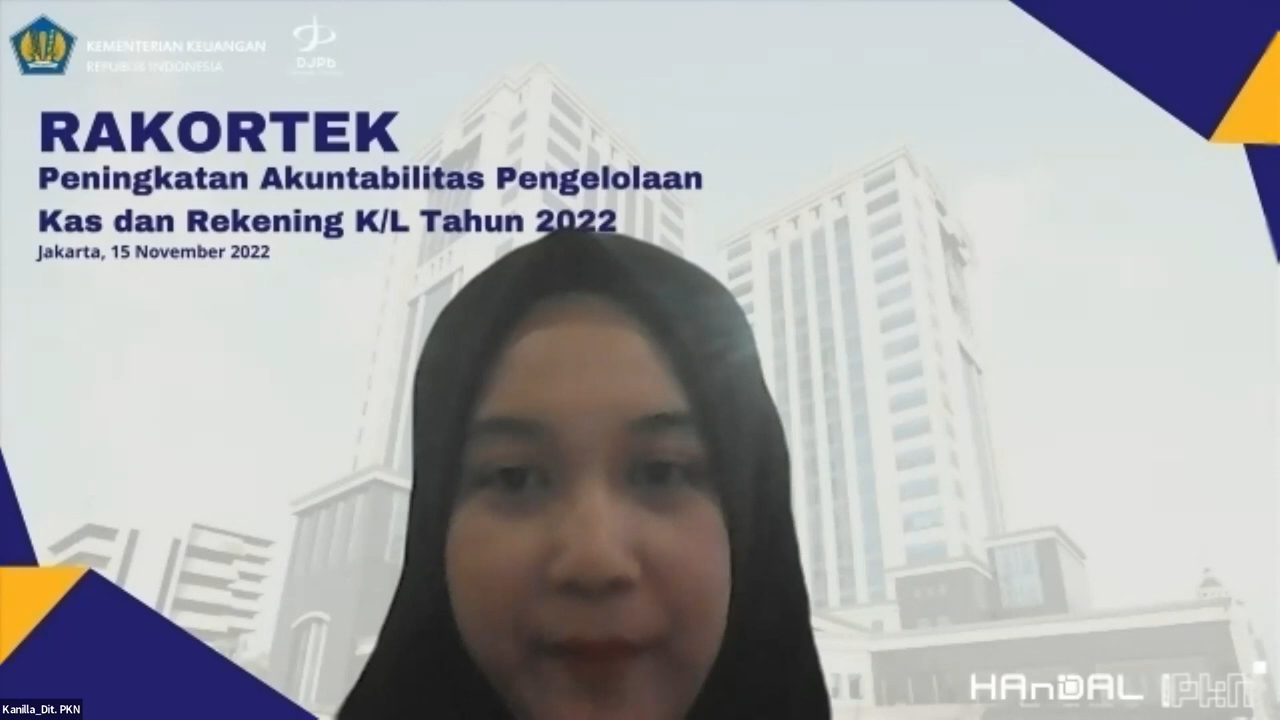 KEMENTERIAN KEUANGAN
REPUBLIK INDONESIA
DJPb
RAKORTEK
Peningkatan Akuntabilitas Pengelolaan
Kas dan Rekening K/L Tahun 2022
Jakarta, 15 November 2022
HAnDAL pkn
Kanilla_Dit. PKN